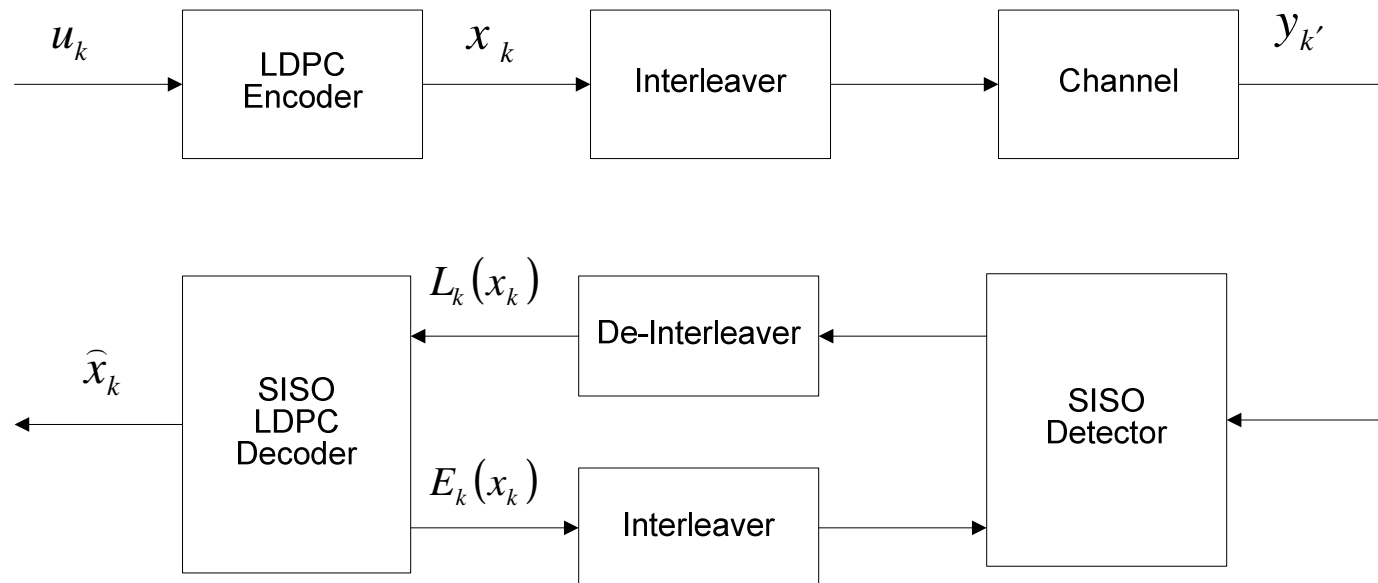 u_k
LDPC
Encoder
x_k
Interleaver
Channel
y_{k′}
L_k(x_k)
De-Interleaver
x̂_k
SISO
LDPC
Decoder
SISO
Detector
E_k(x_k)
Interleaver